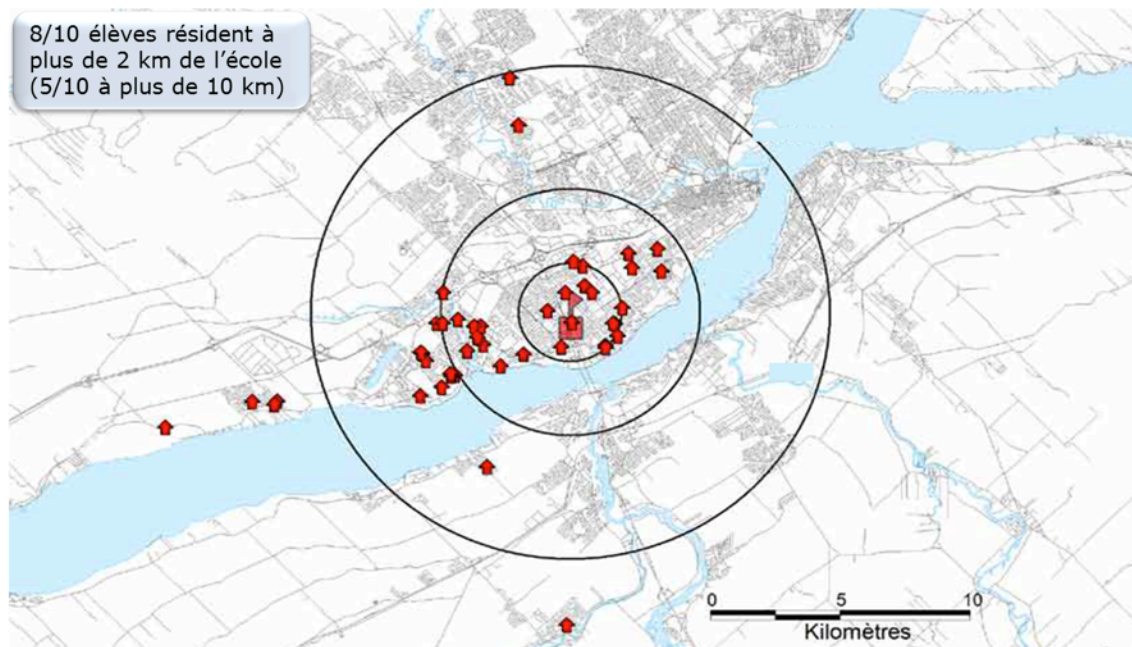 8/10 élèves résident à
plus de 2 km de l'école
(5/10 à plus de 10 km)
0 5 10
Kilomètres